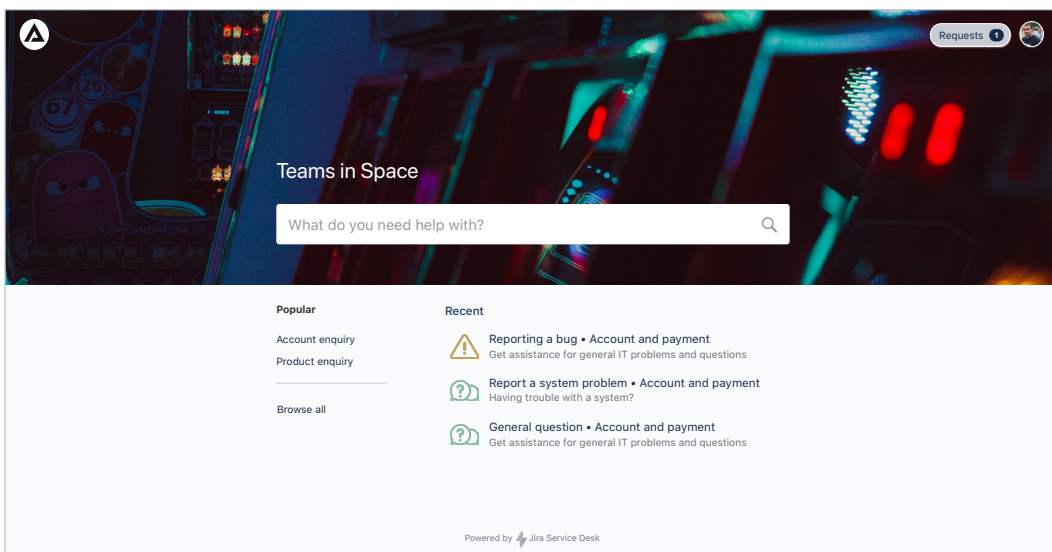 Requests 1
67
26
Teams in Space
What do you need help with?
Popular
Account enquiry
Product enquiry
Browse all
Recent
Reporting a bug • Account and payment
Get assistance for general IT problems and questions
Report a system problem • Account and payment
Having trouble with a system?
General question • Account and payment
Get assistance for general IT problems and questions
Powered by Jira Service Desk